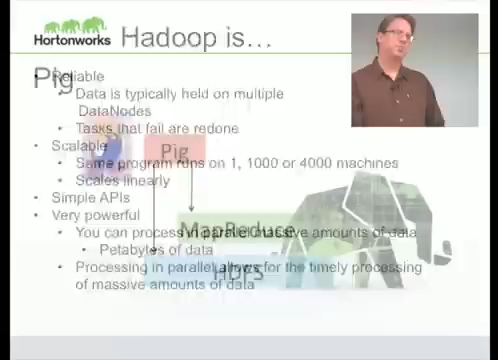 Hortonworks
Hadoop is...
Pig
• Reliable
Data is typically held on multiple
DataNodes
• Tasks that fail are redone
• Scalable
Pig
• Same program runs on 1, 1000 or 4000 machines
• Scales linearly
• Simple APIs
• Very powerful
MapReduce
• You can process in parallel massive amounts of data
• Petabytes of data
HDFS
• Processing in parallel allows for the timely processing
of massive amounts of data